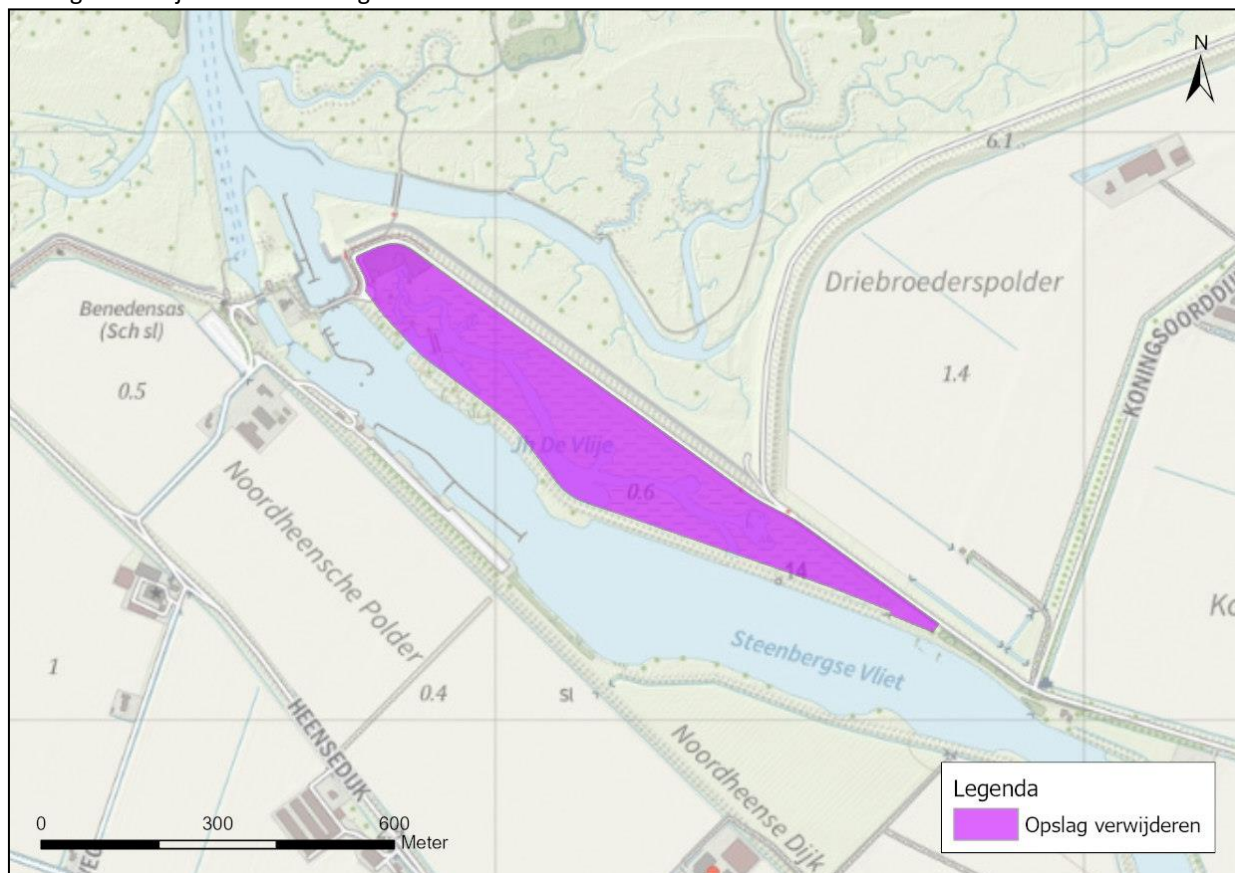 N
6.1
Driebroederspolder
1.4
KONINGSOORDDIJK
Benedensas
(Sch sl)
0.5
Jh De Vlije
0.6
14
Noordheensche Polder
Steenbergse Vliet
1
0.4
sl
HEENSEDIJK
Noordheense Dijk
Legenda
Opslag verwijderen
0
300
600
Meter